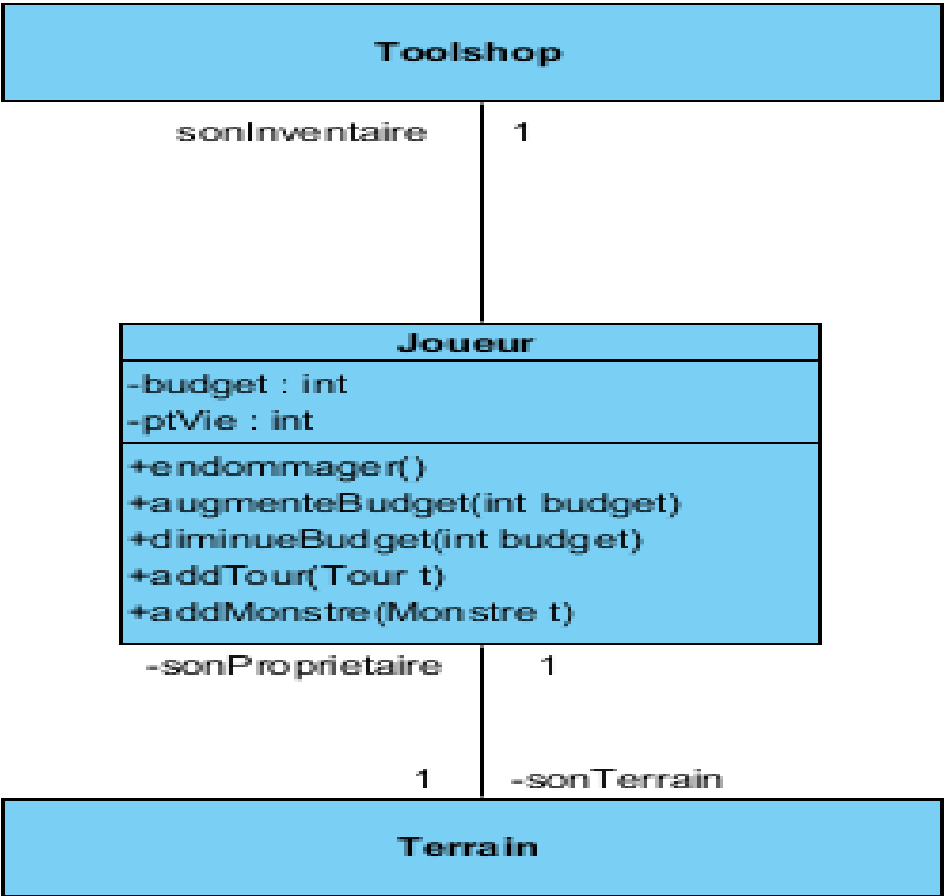 Toolshop
sonInventaire 1
Joueur
-budget : int
-ptVie : int
+endommager()
+augmenteBudget(int budget)
+diminueBudget(int budget)
+addTour(Tour t)
+addMonstre(Monstre t)
-sonProprietaire 1
1 -sonTerrain
Terrain